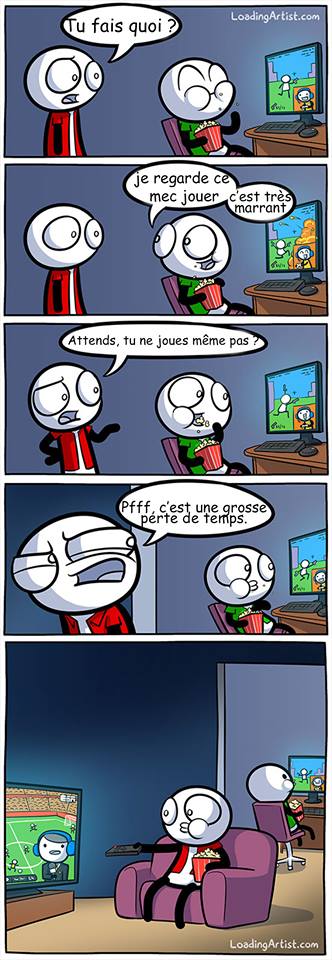 LoadingArtist.com
Tu fais quoi ?
je regarde ce
mec jouer
c'est très
marrant
Attends, tu ne joues même pas ?
Pfff, c'est une grosse
perte de temps.
LoadingArtist.com